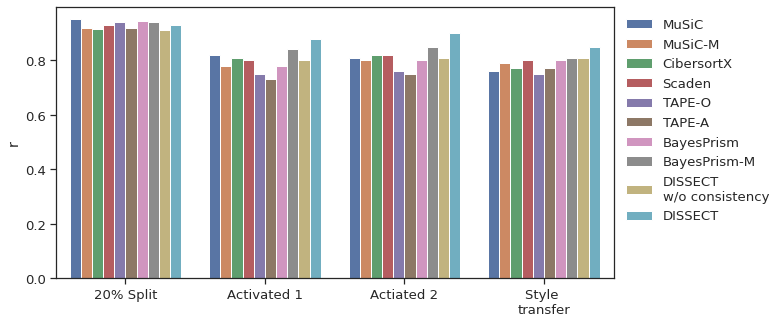 r
0.8
0.6
0.4
0.2
0.0
20% Split
Activated 1
Actiated 2
Style
transfer
MuSiC
MuSiC-M
CibersortX
Scaden
TAPE-O
TAPE-A
BayesPrism
BayesPrism-M
DISSECT
w/o consistency
DISSECT